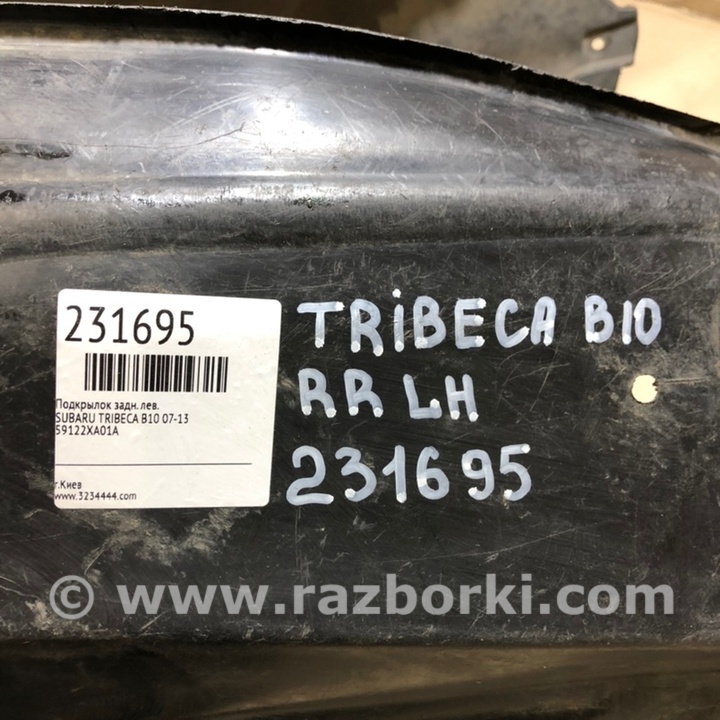 231695
Подкрылок задн. лев.
SUBARU TRIBECA B10 07-13
59122XA01A
г.Киев
www.3234444.com
TRiBECA B10
RR LH
231695
© www.razborki.com